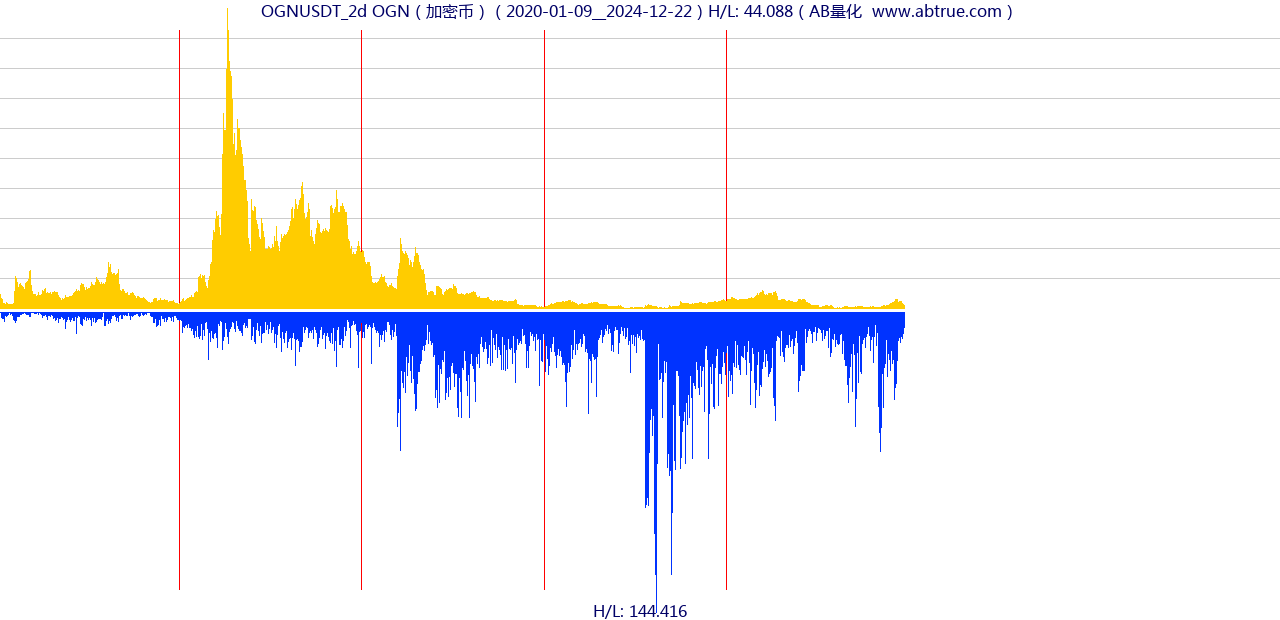 OGNUSDT_2d OGN（加密币）（2020-01-09__2024-12-22）H/L: 44.088（AB量化  www.abtrue.com）
H/L: 144.416